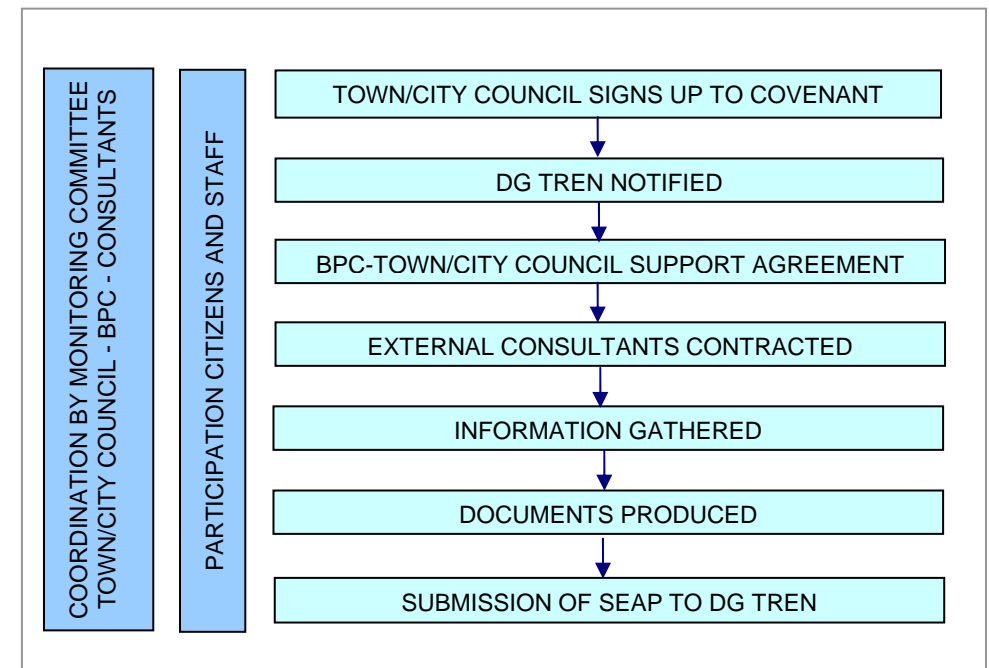 COORDINATION BY MONITORING COMMITTEE
TOWN/CITY COUNCIL - BPC - CONSULTANTS
PARTICIPATION CITIZENS AND STAFF
TOWN/CITY COUNCIL SIGNS UP TO COVENANT
DG TREN NOTIFIED
BPC-TOWN/CITY COUNCIL SUPPORT AGREEMENT
EXTERNAL CONSULTANTS CONTRACTED
INFORMATION GATHERED
DOCUMENTS PRODUCED
SUBMISSION OF SEAP TO DG TREN